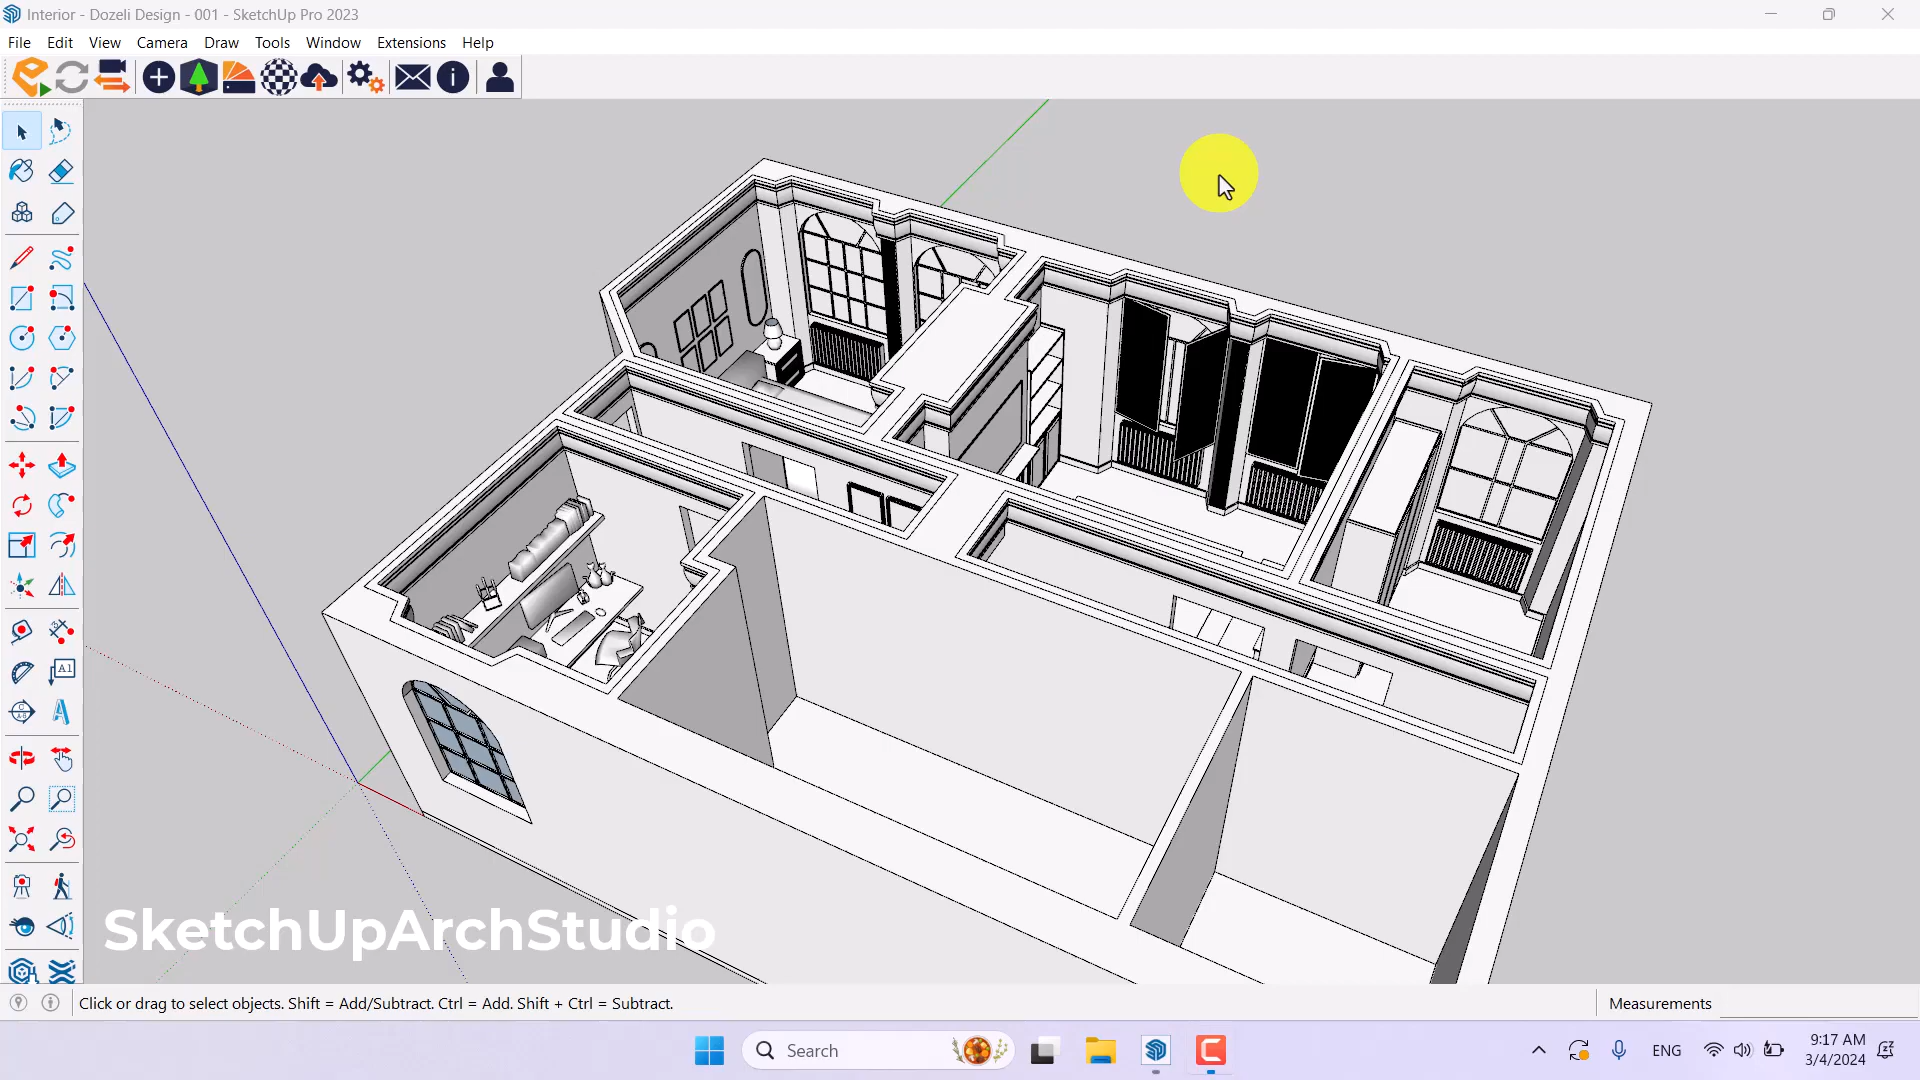 Interior - Dozeli Design - 001 - SketchUp Pro 2023
File Edit View Camera Draw Tools Window Extensions Help
SketchUpArchStudio
Click or drag to select objects. Shift = Add/Subtract. Ctrl = Add. Shift + Ctrl = Subtract.
Measurements
Search
ENG
9:17 AM
3/4/2024